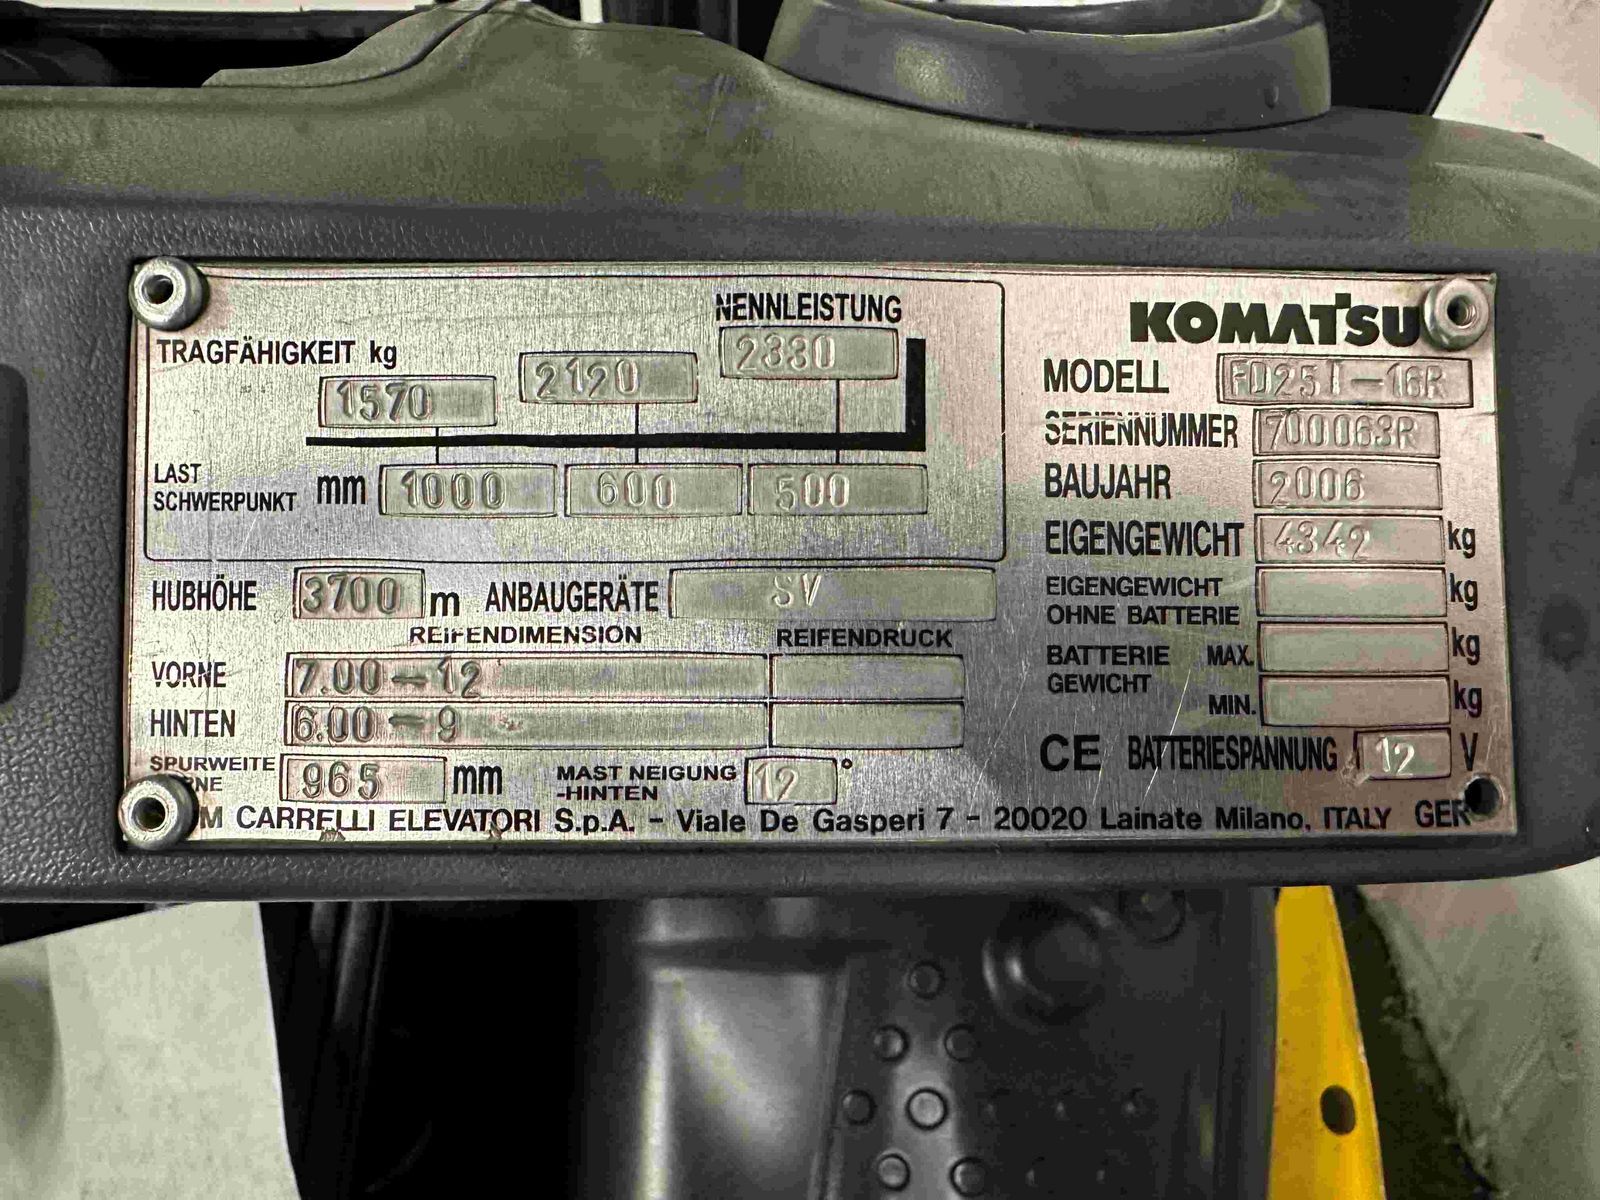 NENNLEISTUNG
TRAGFÄHIGKEIT kg
1570 2120 2330
LAST
SCHWERPUNKT mm 1000 600 500
HUBHÖHE 3700 m ANBAUGERÄTE SV
REIFENDIMENSION REIFENDRUCK
VORNE 7.00-12
HINTEN 6.00-9
SPURWEITE
965 mm MAST NEIGUNG
-HINTEN 12°
KOMATSU
MODELL FD25T-16R
SERIENNUMMER 700063R
BAUJAHR 2006
EIGENGEWICHT 4342 kg
EIGENGEWICHT
OHNE BATTERIE kg
BATTERIE MAX. kg
GEWICHT
MIN. kg
CE BATTERIESPANNUNG 12 V
CARRELLI ELEVATORI S.p.A. - Viale De Gasperi 7 - 20020 Lainate Milano, ITALY GER